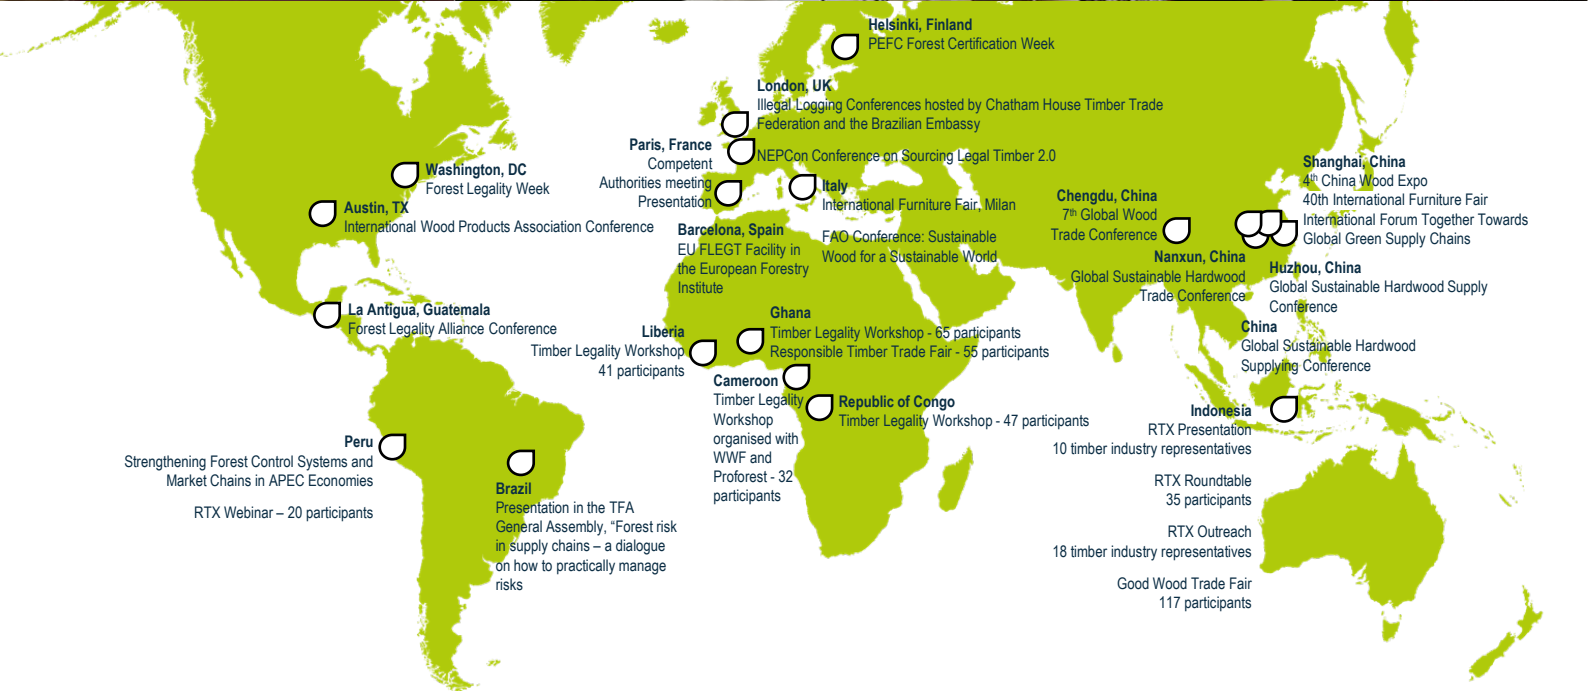 Helsinki, Finland
PEFC Forest Certification Week
London, UK
Illegal Logging Conferences hosted by Chatham House Timber Trade
Federation and the Brazilian Embassy
NEPCon Conference on Sourcing Legal Timber 2.0
Paris, France
Competent
Authorities meeting
Presentation
Washington, DC
Forest Legality Week
Austin, TX
International Wood Products Association Conference
Italy
International Furniture Fair, Milan
FAO Conference: Sustainable
Wood for a Sustainable World
Barcelona, Spain
EU FLEGT Facility in
the European Forestry
Institute
Shanghai, China
4th China Wood Expo
40th International Furniture Fair
International Forum Together Towards
Global Green Supply Chains
Chengdu, China
7th Global Wood
Trade Conference
Nanxun, China
Global Sustainable Hardwood
Trade Conference
Huzhou, China
Global Sustainable Hardwood Supply
Conference
China
Global Sustainable Hardwood
Supplying Conference
La Antigua, Guatemala
Forest Legality Alliance Conference
Liberia
Timber Legality Workshop
41 participants
Ghana
Timber Legality Workshop - 65 participants
Responsible Timber Trade Fair - 55 participants
Cameroon
Timber Legality
Workshop
organised with
WWF and
Proforest - 32
participants
Republic of Congo
Timber Legality Workshop - 47 participants
Peru
Strengthening Forest Control Systems and
Market Chains in APEC Economies
RTX Webinar – 20 participants
Brazil
Presentation in the TFA
General Assembly, “Forest risk
in supply chains – a dialogue
on how to practically manage
risks
Indonesia
RTX Presentation
10 timber industry representatives
RTX Roundtable
35 participants
RTX Outreach
18 timber industry representatives
Good Wood Trade Fair
117 participants